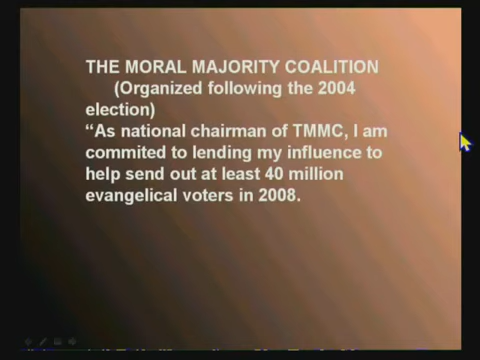 THE MORAL MAJORITY COALITION
(Organized following the 2004
election)
“As national chairman of TMMC, I am
commited to lending my influence to
help send out at least 40 million
evangelical voters in 2008.